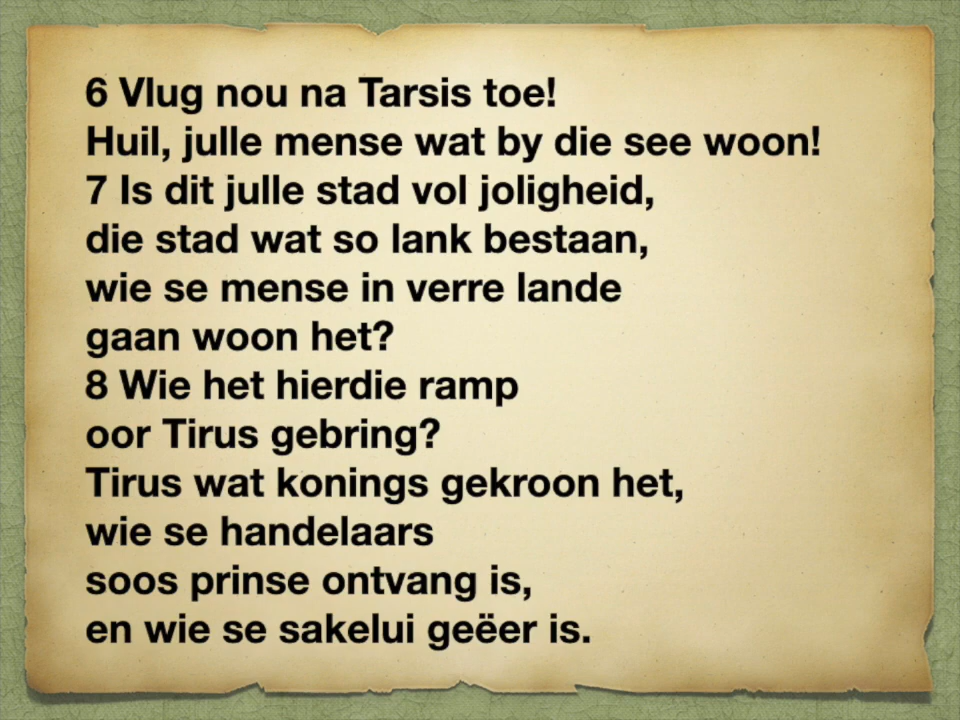 6 Vlug nou na Tarsis toe!
Huil, julle mense wat by die see woon!
7 Is dit julle stad vol joligheid,
die stad wat so lank bestaan,
wie se mense in verre lande
gaan woon het?
8 Wie het hierdie ramp
oor Tirus gebring?
Tirus wat konings gekroon het,
wie se handelaars
soos prinse ontvang is,
en wie se sakelui geëer is.